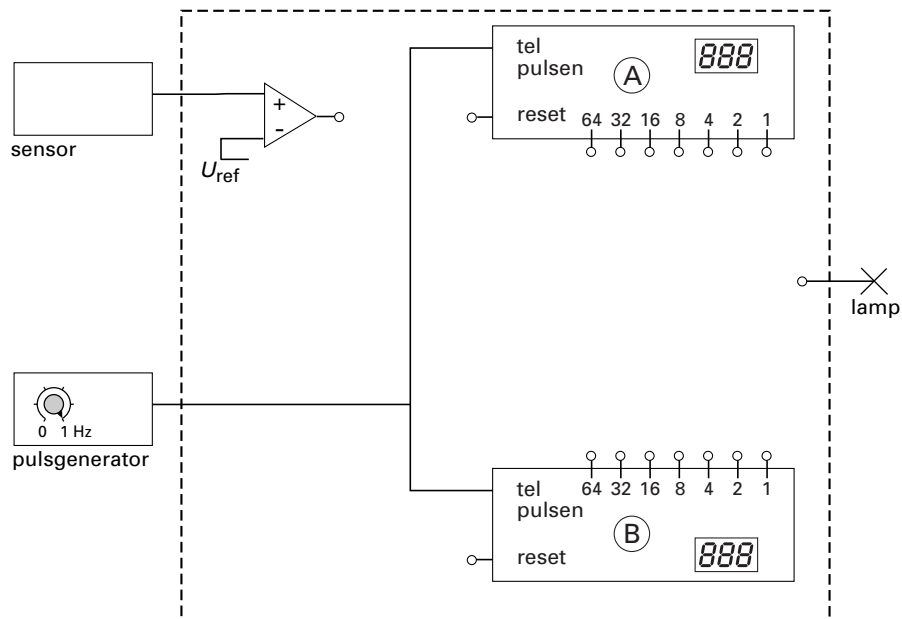 tel
pulsen
A
888
reset
64 32 16 8 4 2 1
+
-
sensor
Uref
lamp
0 1 Hz
pulsgenerator
64 32 16 8 4 2 1
tel
pulsen
B
reset
888